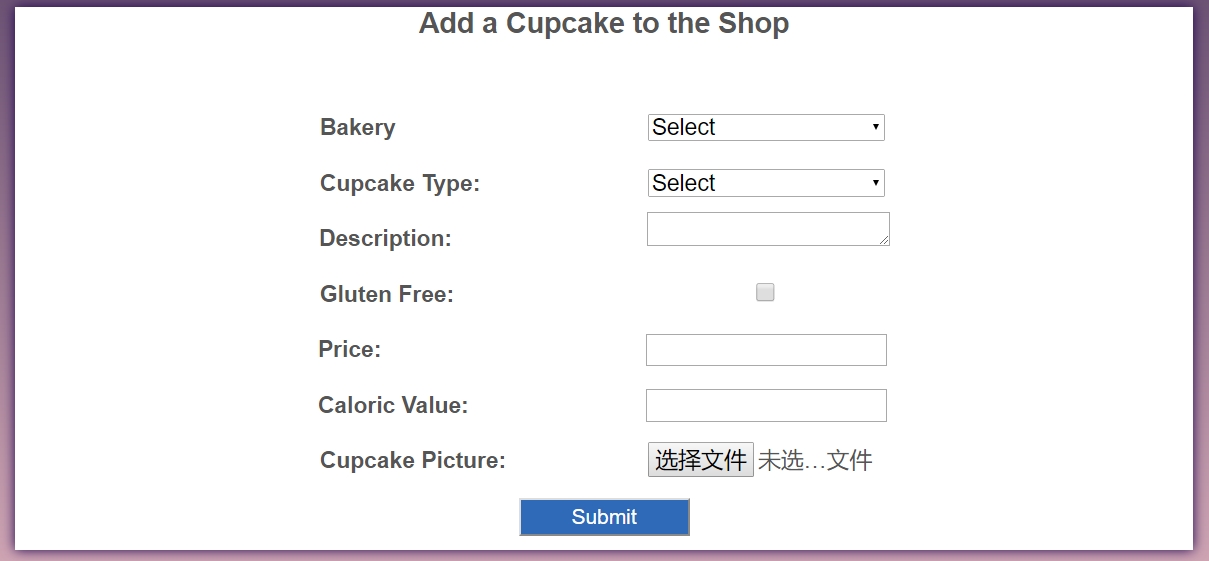 Add a Cupcake to the Shop
Bakery Select
Cupcake Type: Select
Description:
Gluten Free:
Price:
Caloric Value:
Cupcake Picture: 选择文件 未选…文件
Submit